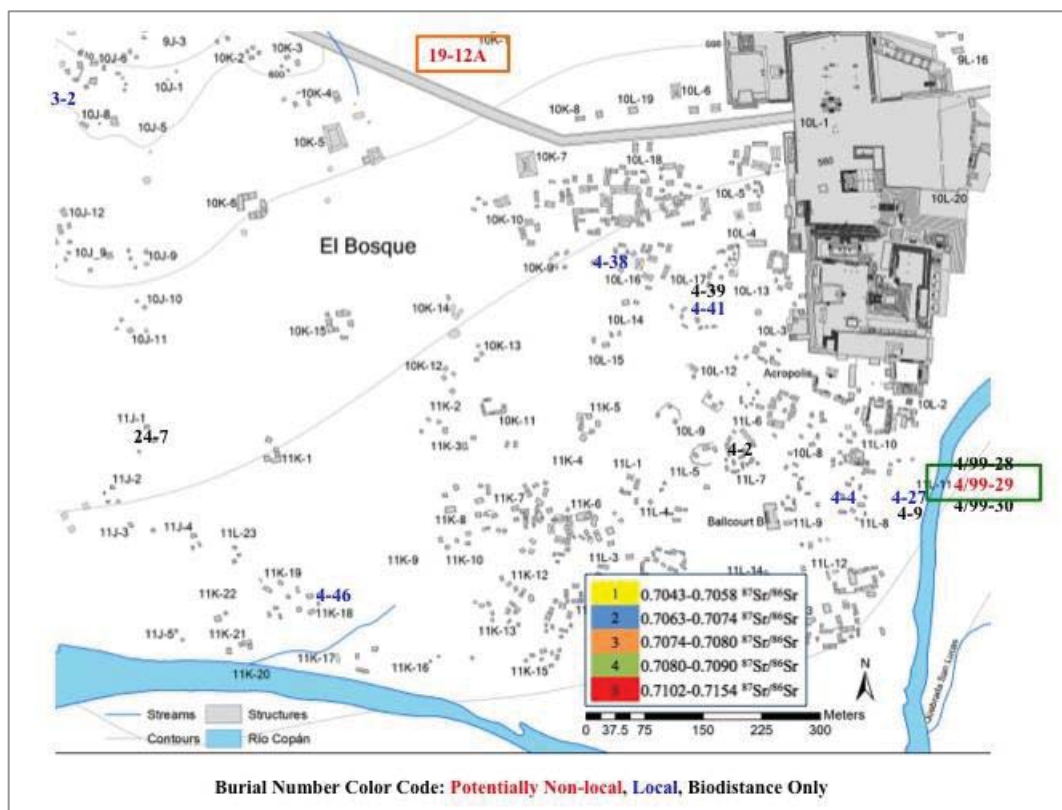 9J-3
10K-3
10K-1
19-12A
10J-6
10K-2
600
9L-16
10J-1
3-2
10K-4
10L-19
10L-6
10J-8
10J-5
10K-8
10L-1
10K-5
10K-7
10L-18
560
10K-6
10L-5
10L-20
10J-12
10K-10
El Bosque
10L-4
10J_9
10J-9
10K-9
4-38
10L-16
10L-17
4-39
10L-13
10J-10
10K-14
4-41
10J-11
10K-15
10L-14
10L-3
10K-13
10L-15
10K-12
10L-12
Acropolis
11K-2
10K-11
11K-5
11L-6
10L-2
11J-1
24-7
11K-3
10L-9
11L-10
4-2
10L-8
11K-1
11K-4
11L-5
11L-7
4/99-28
11J-2
11L-1
11L-11
4/99-29
11K-7
11K-6
4-4
4-27
4/99-30
11J-3
11J-4
11K-8
11L-4
Ballcourt B
11L-9
11L-8
4-9
11L-23
11K-9
11K-10
11L-3
11L-14
11L-12
11K-19
11K-12
11K-22
4-46
11K-18
1 0.7043-0.7058 ⁸⁷Sr/⁸⁶Sr
2 0.7063-0.7074 ⁸⁷Sr/⁸⁶Sr
3 0.7074-0.7080 ⁸⁷Sr/⁸⁶Sr
4 0.7080-0.7090 ⁸⁷Sr/⁸⁶Sr
5 0.7102-0.7154 ⁸⁷Sr/⁸⁶Sr
11K-13
11J-5
11K-21
11K-17
11K-16
11K-15
11K-20
N
Quebrada San Lucas
Streams
Structures
Contours
Río Copán
Meters
0 37.5 75 150 225 300
Burial Number Color Code: Potentially Non-local, Local, Biodistance Only